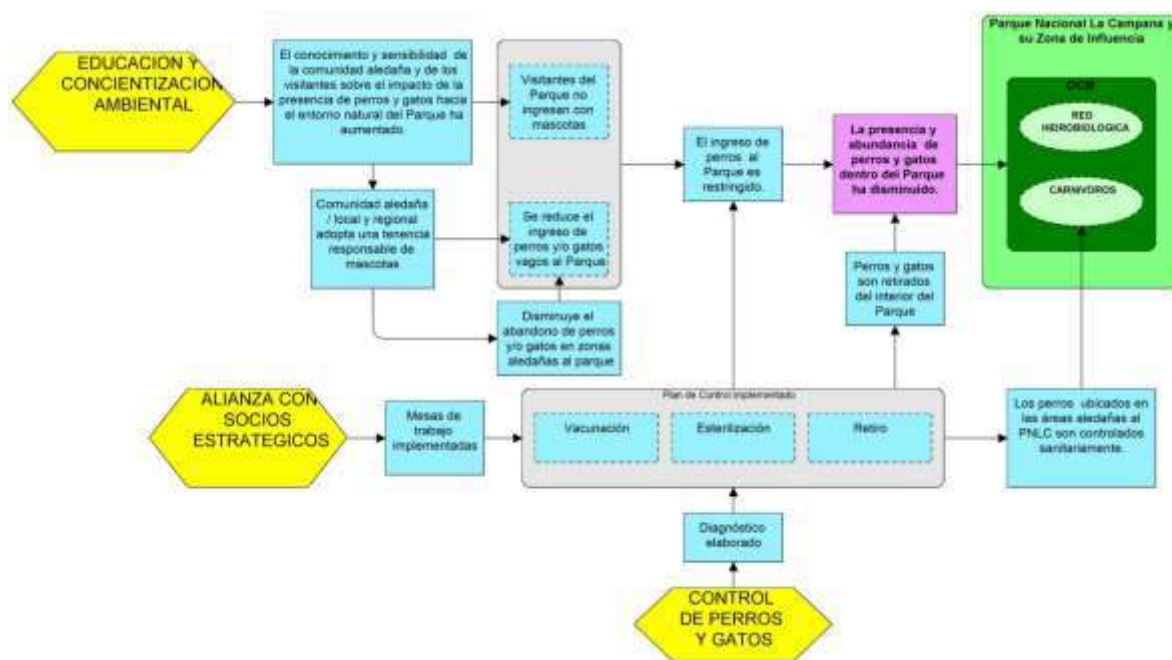 EDUCACION Y
CONCIENTIZACION
AMBIENTAL
El conocimiento y sensibilidad de
la comunidad aledaña y de los
visitantes sobre el impacto de la
presencia de perros y gatos hacia
el entorno natural del Parque ha
aumentado.
Visitantes del
Parque no
ingresan con
mascotas
Comunidad aledaña
/ local y regional
adopta una tenencia
responsable de
mascotas
Se reduce el
ingreso de
perros y/o gatos
vagos al Parque
Disminuye el
abandono de perros
y/o gatos en zonas
aledañas al parque
El ingreso de
perros al
Parque es
restringido.
La presencia y
abundancia de
perros y gatos
dentro del Parque
ha disminuido.
Perros y gatos
son retirados
del interior del
Parque
Parque Nacional La Campana y
su Zona de Influencia
RED
HIDROBIOLOGICA
CARNIVOROS
ALIANZA CON
SOCIOS
ESTRATEGICOS
Mesas de
trabajo
implementadas
Plan de Control Implementado
Vacunación
Esterilización
Retiro
Los perros ubicados en
las áreas aledañas al
PNLC son controlados
sanitariamente.
Diagnóstico
elaborado
CONTROL
DE PERROS
Y GATOS